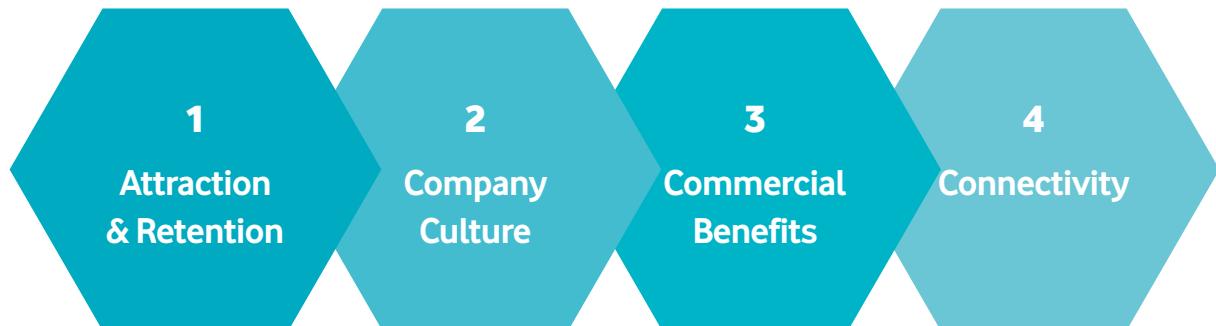 1
Attraction
& Retention
2
Company
Culture
3
Commercial
Benefits
4
Connectivity